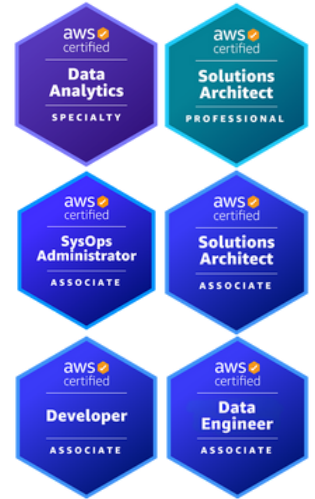 aws
certified
Data
Analytics
SPECIALTY
aws
certified
Solutions
Architect
PROFESSIONAL
aws
certified
SysOps
Administrator
ASSOCIATE
aws
certified
Solutions
Architect
ASSOCIATE
aws
certified
Developer
ASSOCIATE
aws
certified
Data
Engineer
ASSOCIATE